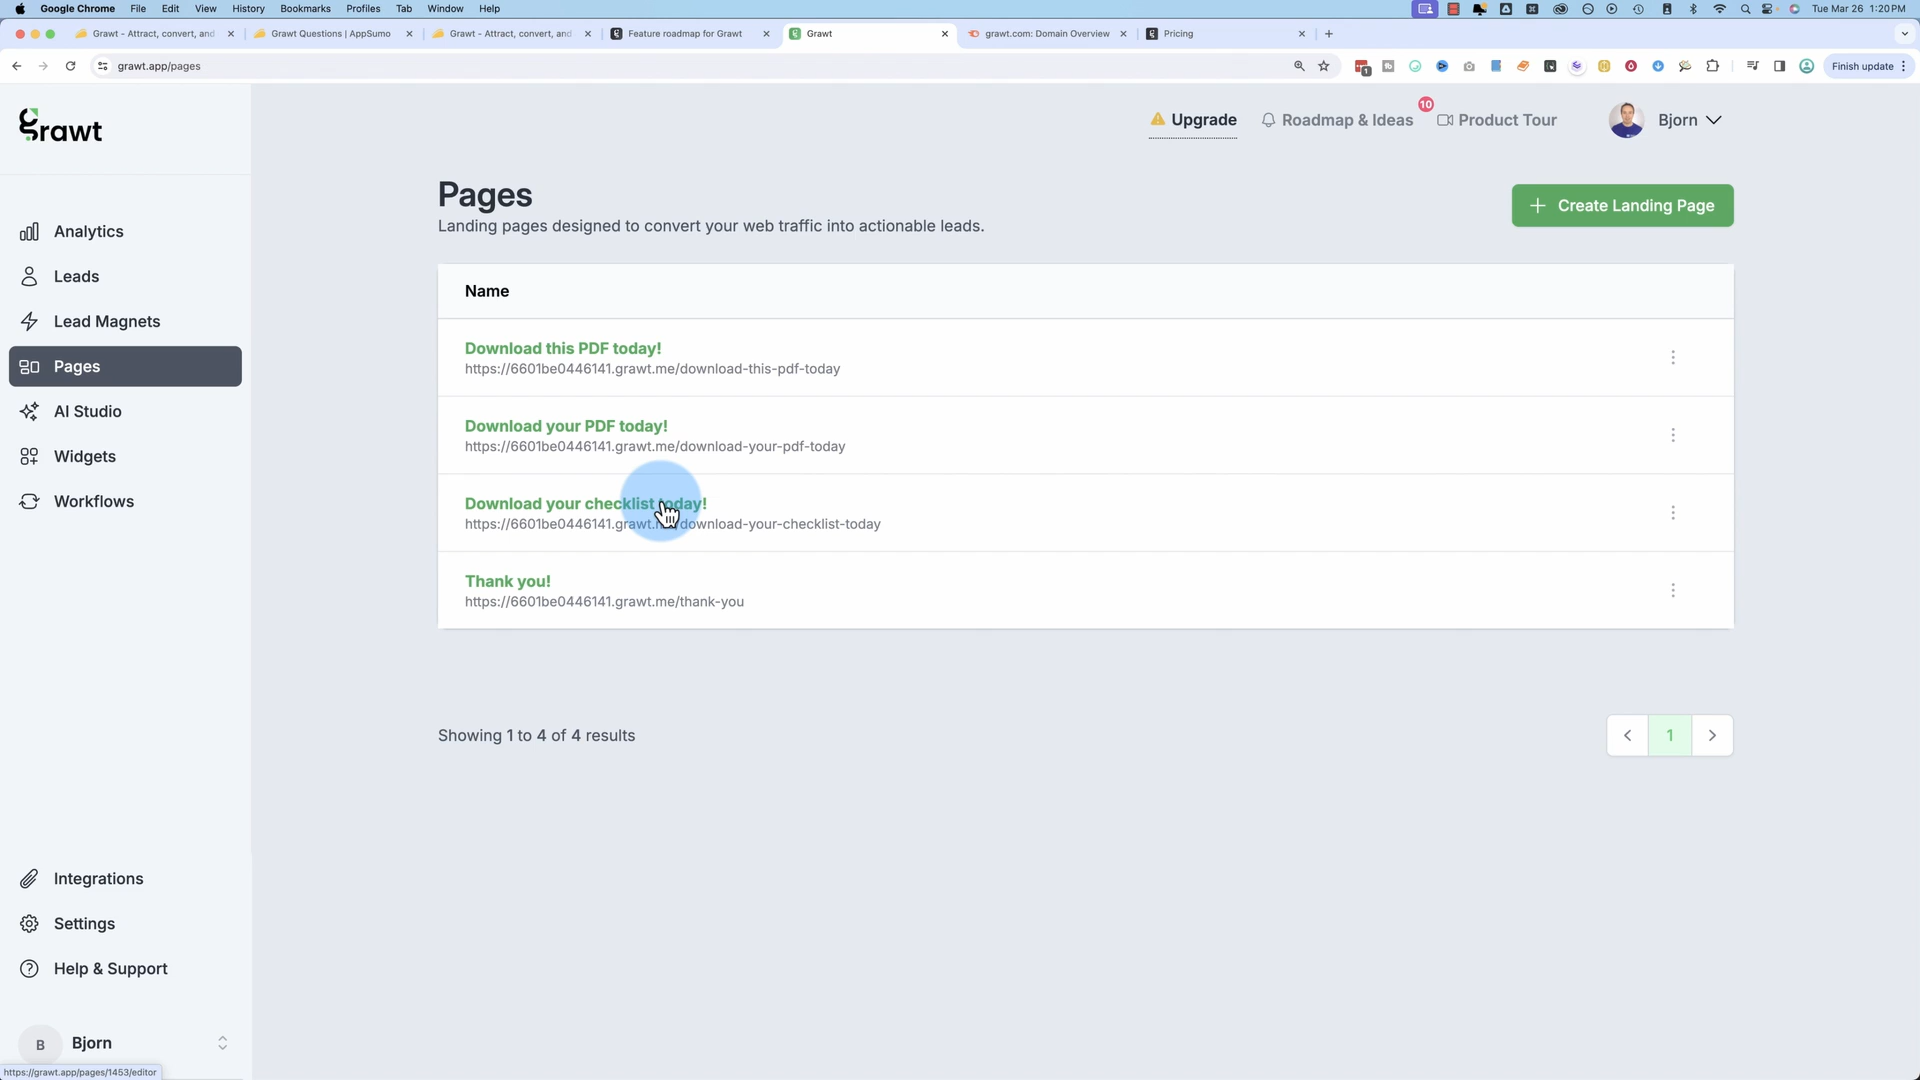 Google Chrome File Edit View History Bookmarks Profiles Tab Window Help Tue Mar 26 1:20 PM
Grawt - Attract, convert, and Grawt Questions | AppSumo Grawt - Attract, convert, and Feature roadmap for Grawt Grawt grawt.com: Domain Overview Pricing
grawt.app/pages 1 Finish update
grawt
Upgrade Roadmap & Ideas 10 Product Tour Bjorn
Analytics
Leads
Lead Magnets
Pages
AI Studio
Widgets
Workflows
Integrations
Settings
Help & Support
B Bjorn
Pages
Landing pages designed to convert your web traffic into actionable leads.
Create Landing Page
Name
Download this PDF today!
https://6601be0446141.grawt.me/download-this-pdf-today
Download your PDF today!
https://6601be0446141.grawt.me/download-your-pdf-today
Download your checklist today!
https://6601be0446141.grawt.me/download-your-checklist-today
Thank you!
https://6601be0446141.grawt.me/thank-you
Showing 1 to 4 of 4 results
1
https://grawt.app/pages/1453/editor